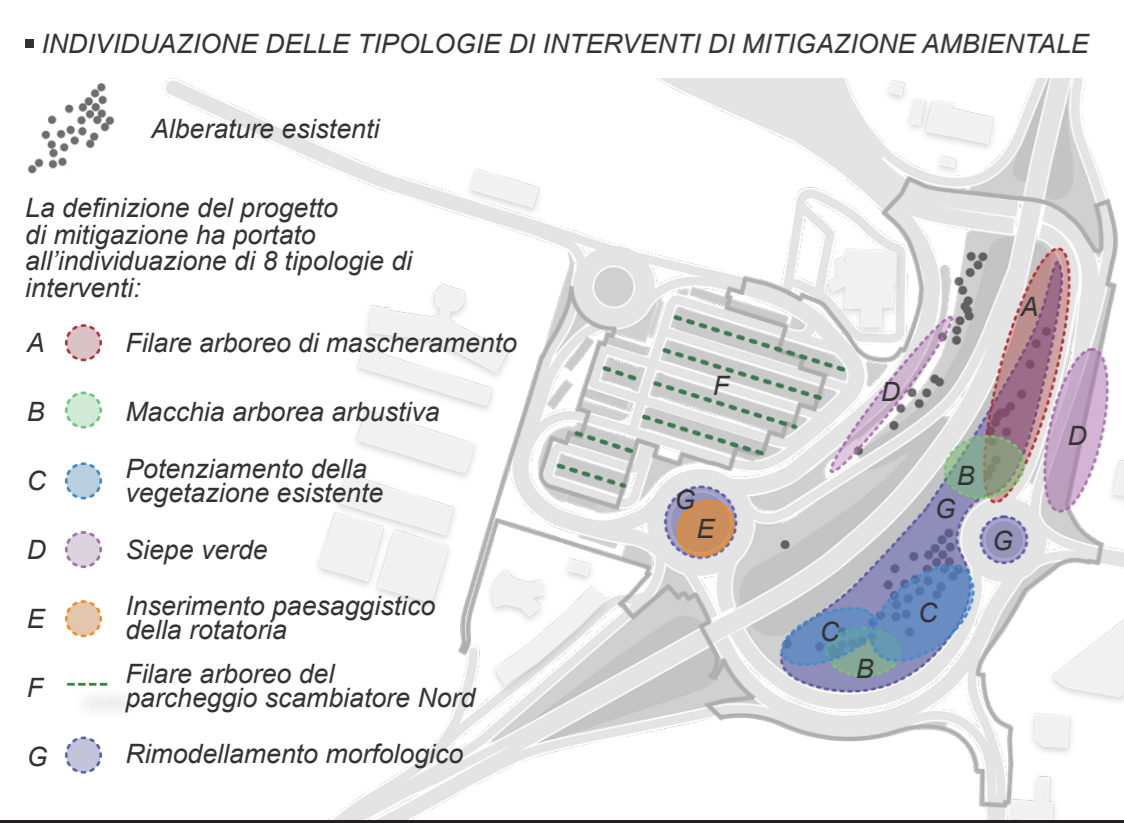 INDIVIDUAZIONE DELLE TIPOLOGIE DI INTERVENTI DI MITIGAZIONE AMBIENTALE
Alberature esistenti
La definizione del progetto
di mitigazione ha portato
all'individuazione di 8 tipologie di
interventi:
A Filare arboreo di mascheramento
B Macchia arborea arbustiva
C Potenziamento della
vegetazione esistente
D Siepe verde
E Inserimento paesaggistico
della rotatoria
F Filare arboreo del
parcheggio scambiatore Nord
G Rimodellamento morfologico
A
F
D
D
B
G
G
E
G
C
C
B